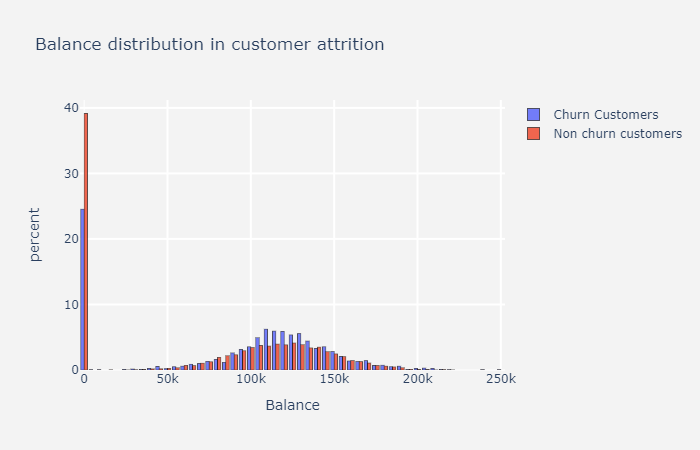 Balance distribution in customer attrition
Churn Customers
Non churn customers
percent
40
30
20
10
0
0 50k 100k 150k 200k 250k
Balance